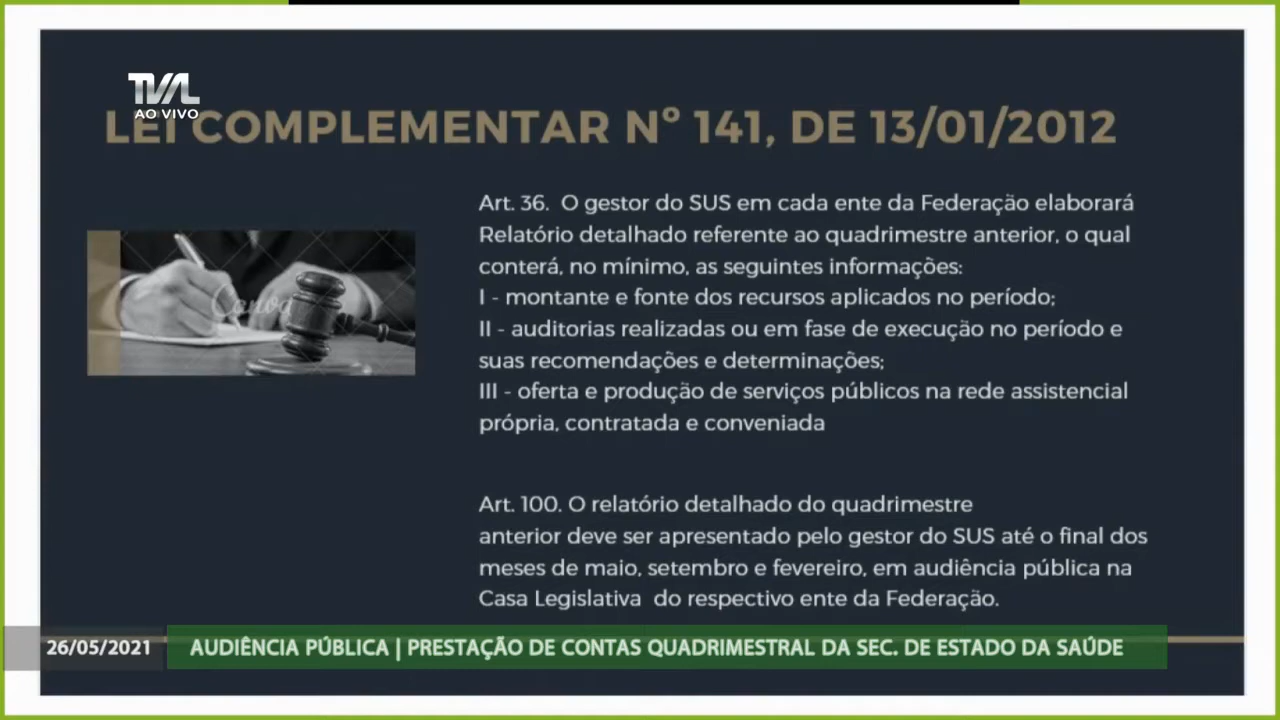 TVAL
AO VIVO
LEI COMPLEMENTAR Nº 141, DE 13/01/2012
Art. 36.  O gestor do SUS em cada ente da Federação elaborará
Relatório detalhado referente ao quadrimestre anterior, o qual
conterá, no mínimo, as seguintes informações:
I - montante e fonte dos recursos aplicados no período;
II - auditorias realizadas ou em fase de execução no período e
suas recomendações e determinações;
III - oferta e produção de serviços públicos na rede assistencial
própria, contratada e conveniada
Canva
Art. 100. O relatório detalhado do quadrimestre
anterior deve ser apresentado pelo gestor do SUS até o final dos
meses de maio, setembro e fevereiro, em audiência pública na
Casa Legislativa  do respectivo ente da Federação.
26/05/2021
AUDIÊNCIA PÚBLICA | PRESTAÇÃO DE CONTAS QUADRIMESTRAL DA SEC. DE ESTADO DA SAÚDE